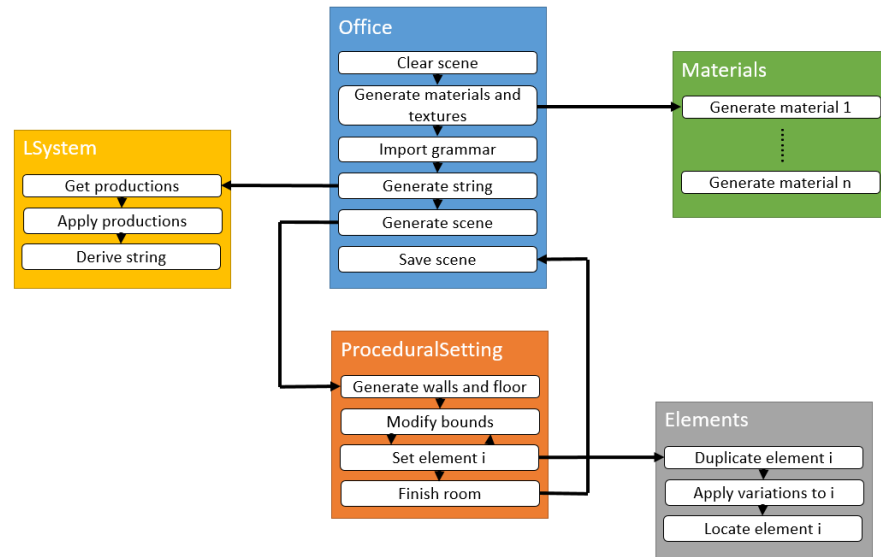 Office
Clear scene
Generate materials and
textures
Import grammar
Generate string
Generate scene
Save scene
Materials
Generate material 1
Generate material n
LSystem
Get productions
Apply productions
Derive string
ProceduralSetting
Generate walls and floor
Modify bounds
Set element i
Finish room
Elements
Duplicate element i
Apply variations to i
Locate element i